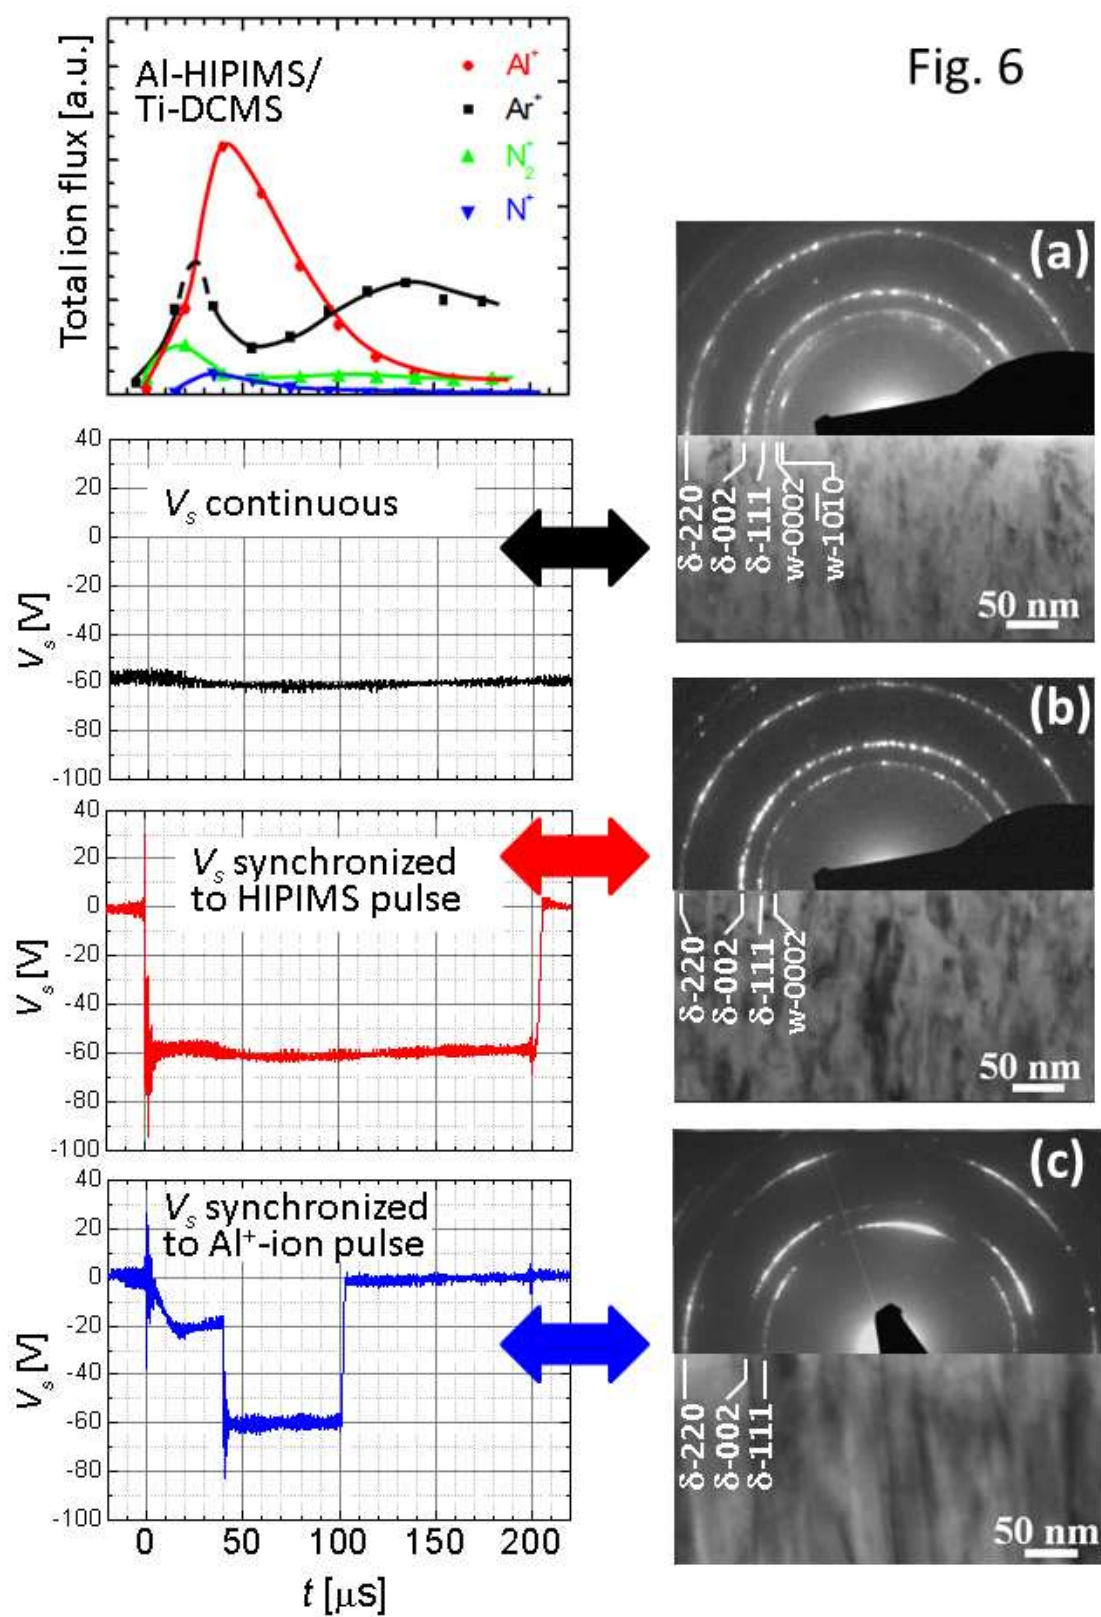 Fig. 6
Total ion flux [a.u.]
Al-HIPIMS/
Ti-DCMS
Al⁺
Ar⁺
N₂⁺
N⁺
40
20
0
-20
-40
-60
-80
-100
V_s [V]
V_s continuous
(a)
δ-220
δ-002
δ-111
w-0002
w-101̅0
50 nm
40
20
0
-20
-40
-60
-80
-100
V_s [V]
V_s synchronized
to HIPIMS pulse
(b)
δ-220
δ-002
δ-111
w-0002
50 nm
40
20
0
-20
-40
-60
-80
-100
V_s [V]
V_s synchronized
to Al⁺-ion pulse
(c)
δ-220
δ-002
δ-111
50 nm
0 50 100 150 200
t [μs]